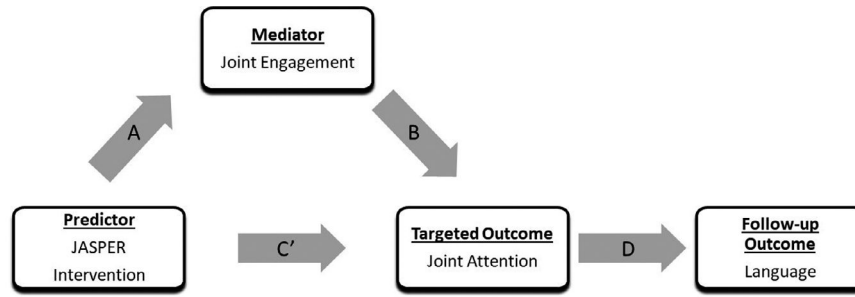 Mediator
Joint Engagement
A
B
Predictor
JASPER
Intervention
C'
Targeted Outcome
Joint Attention
D
Follow-up
Outcome
Language